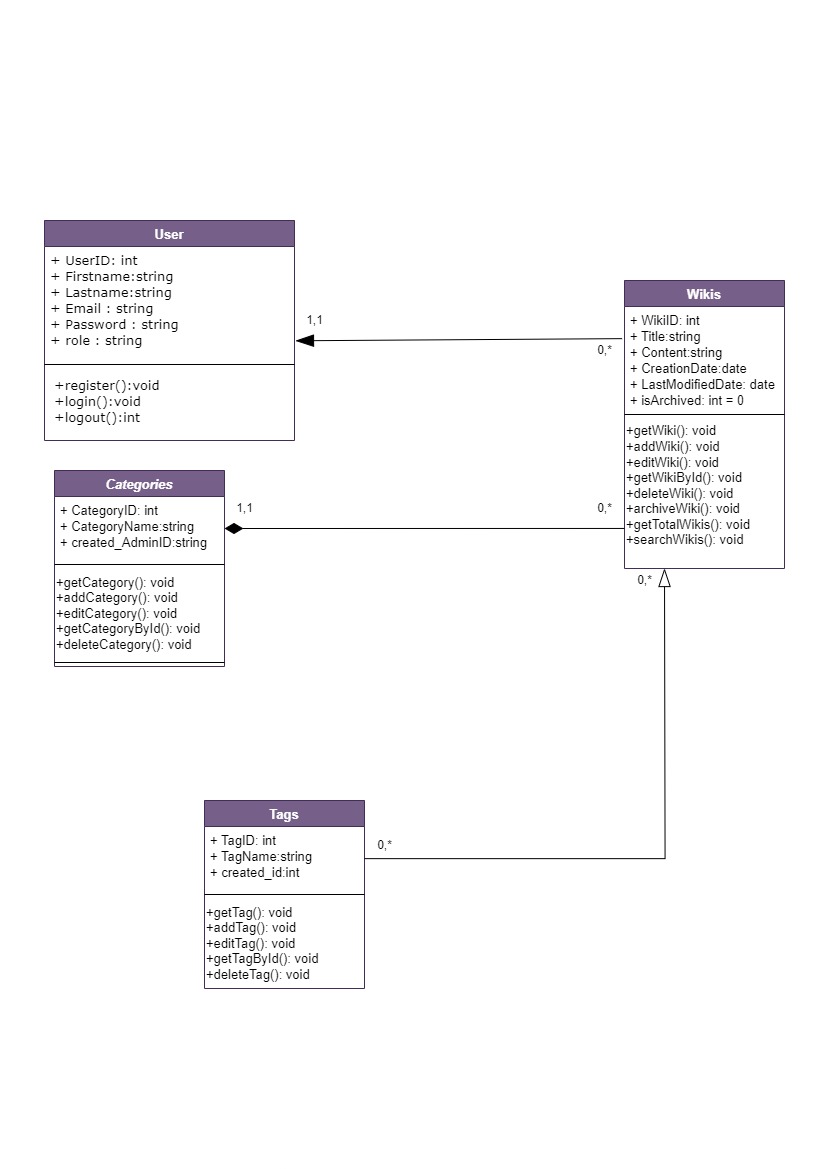 User
+ UserID: int
+ Firstname:string
+ Lastname:string
+ Email : string
+ Password : string
+ role : string
+register():void
+login():void
+logout():int
1,1
0,*
Wikis
+ WikiID: int
+ Title:string
+ Content:string
+ CreationDate:date
+ LastModifiedDate: date
+ isArchived: int = 0
+getWiki(): void
+addWiki(): void
+editWiki(): void
+getWikiById(): void
+deleteWiki(): void
+archiveWiki(): void
+getTotalWikis(): void
+searchWikis(): void
Categories
+ CategoryID: int
+ CategoryName:string
+ created_AdminID:string
+getCategory(): void
+addCategory(): void
+editCategory(): void
+getCategoryById(): void
+deleteCategory(): void
1,1
0,*
0,*
Tags
+ TagID: int
+ TagName:string
+ created_id:int
+getTag(): void
+addTag(): void
+editTag(): void
+getTagById(): void
+deleteTag(): void
0,*